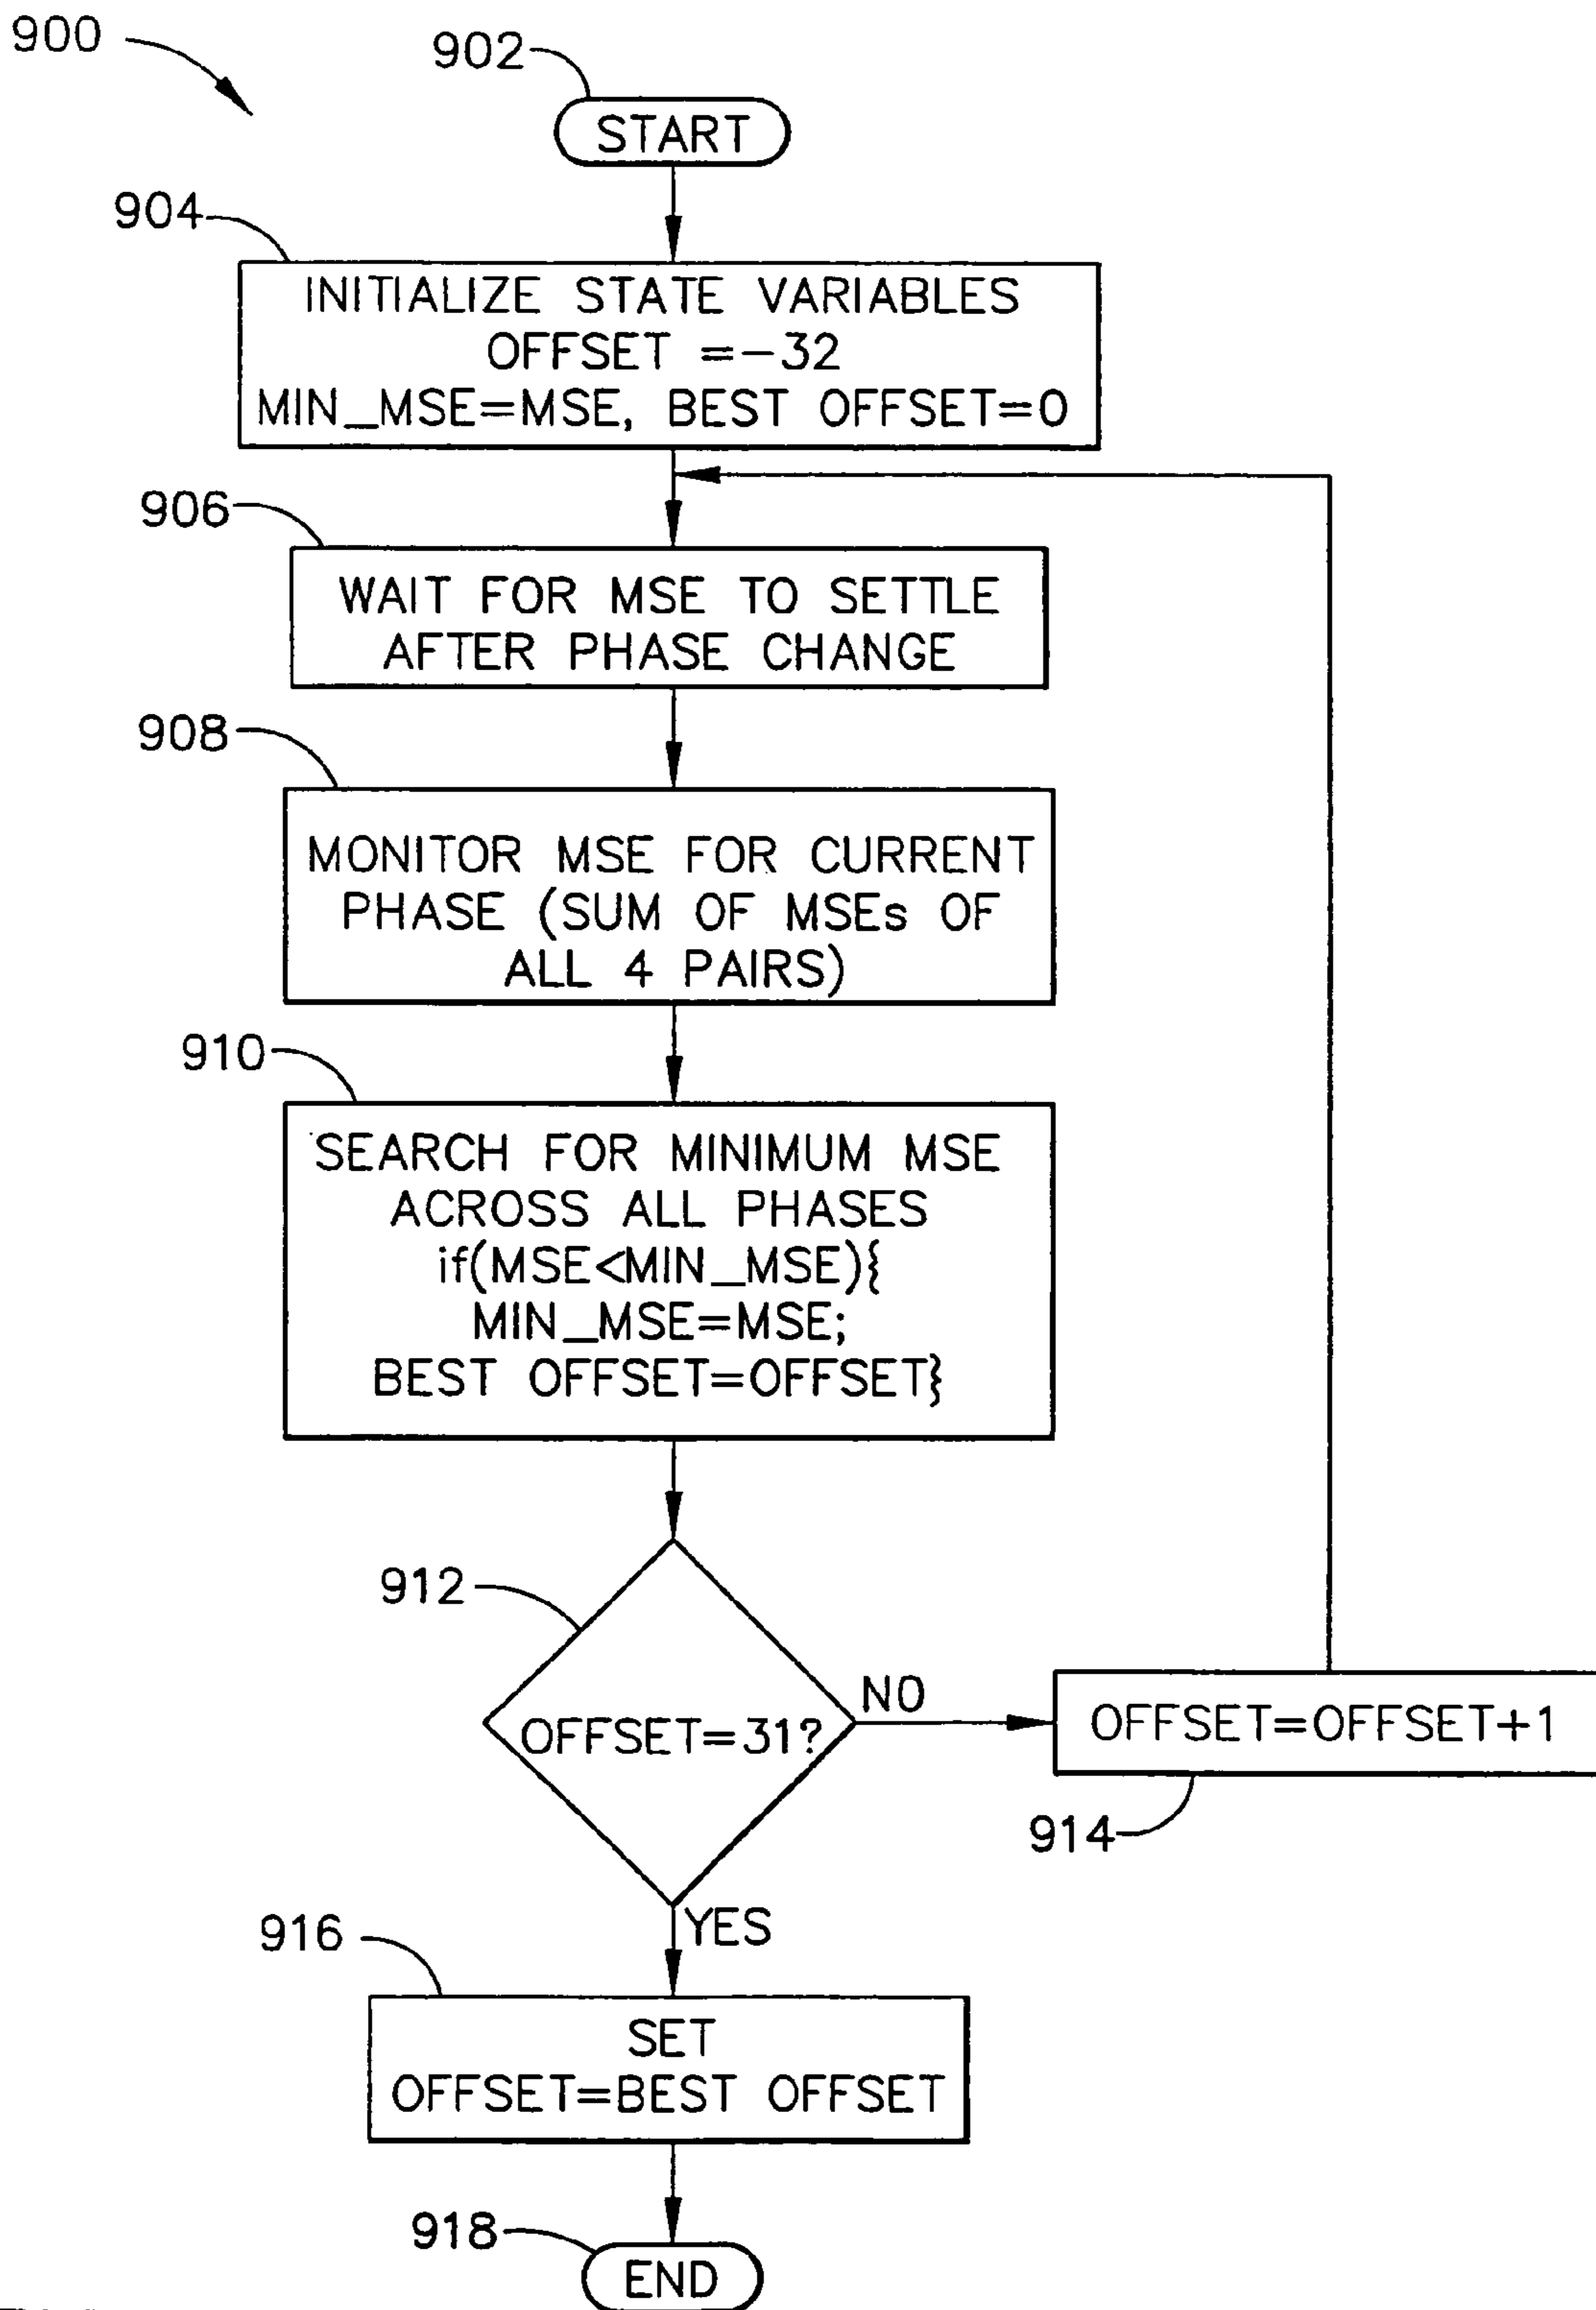 900
902
START
904
INITIALIZE STATE VARIABLES
OFFSET =-32
MIN_MSE=MSE, BEST OFFSET=0
906
WAIT FOR MSE TO SETTLE
AFTER PHASE CHANGE
908
MONITOR MSE FOR CURRENT
PHASE (SUM OF MSEs OF
ALL 4 PAIRS)
910
SEARCH FOR MINIMUM MSE
ACROSS ALL PHASES
if(MSE<MIN_MSE){
MIN_MSE=MSE;
BEST OFFSET=OFFSET}
912
OFFSET=31?
NO
OFFSET=OFFSET+1
914
YES
916
SET
OFFSET=BEST OFFSET
918
END